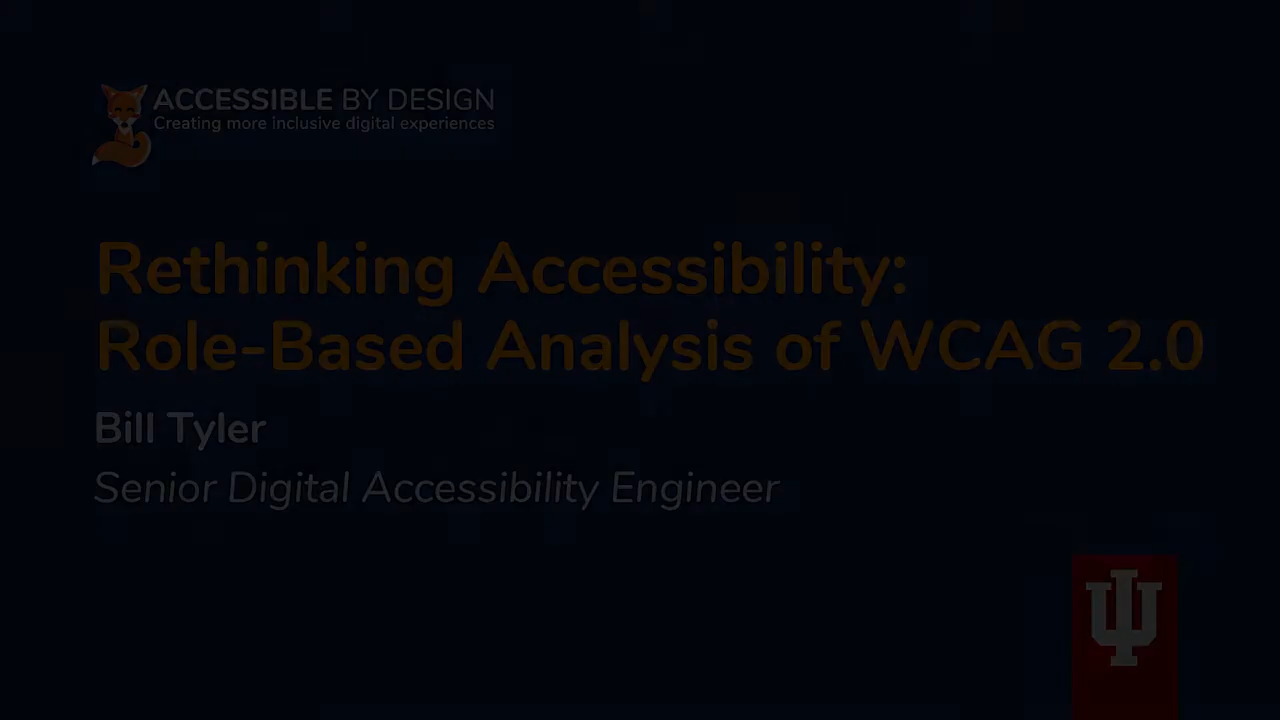 ACCESSIBLE BY DESIGN
Creating more inclusive digital experiences
Rethinking Accessibility:
Role-Based Analysis of WCAG 2.0
Bill Tyler
Senior Digital Accessibility Engineer